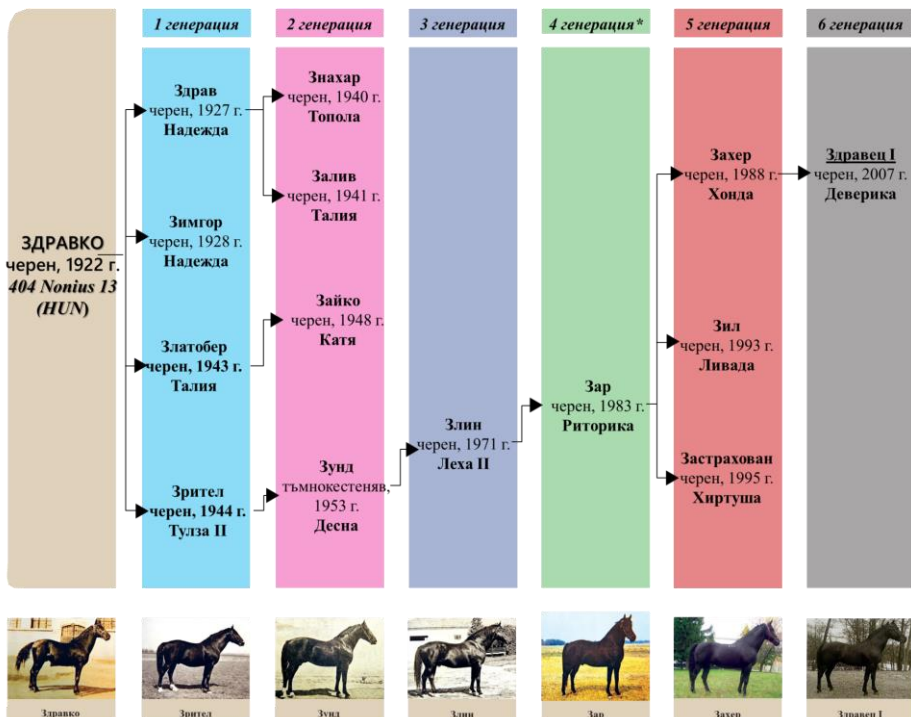 1 генерация
2 генерация
3 генерация
4 генерация*
5 генерация
6 генерация
ЗДРАВКО
черен, 1922 г.
404 Nonius 13
(HUN)
Здрав
черен, 1927 г.
Надежда
Зимгор
черен, 1928 г.
Надежда
Златобер
черен, 1943 г.
Талия
Зрител
черен, 1944 г.
Тулза II
Знахар
черен, 1940 г.
Топола
Залив
черен, 1941 г.
Талия
Зайко
черен, 1948 г.
Катя
Зунд
тъмнокестеняв,
1953 г.
Десна
Злин
черен, 1971 г.
Леха II
Зар
черен, 1983 г.
Риторика
Захер
черен, 1988 г.
Хонда
Зил
черен, 1993 г.
Ливада
Застрахован
черен, 1995 г.
Хиртуша
Здравец I
черен, 2007 г.
Деверика
Здравко
Зрител
Зунд
Злин
Зар
Захер
Здравец I